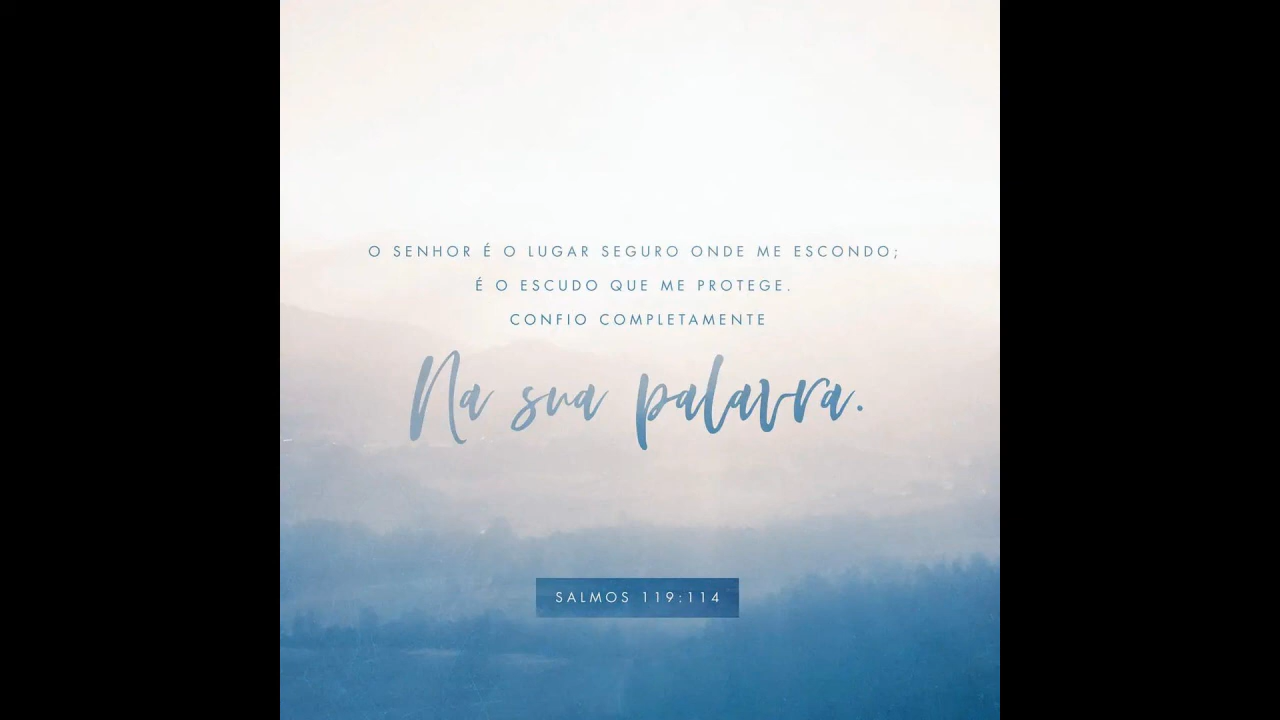 O SENHOR É O LUGAR SEGURO ONDE ME ESCONDO;
É O ESCUDO QUE ME PROTEGE.
CONFIO COMPLETAMENTE
Na sua palavra.
SALMOS 119:114